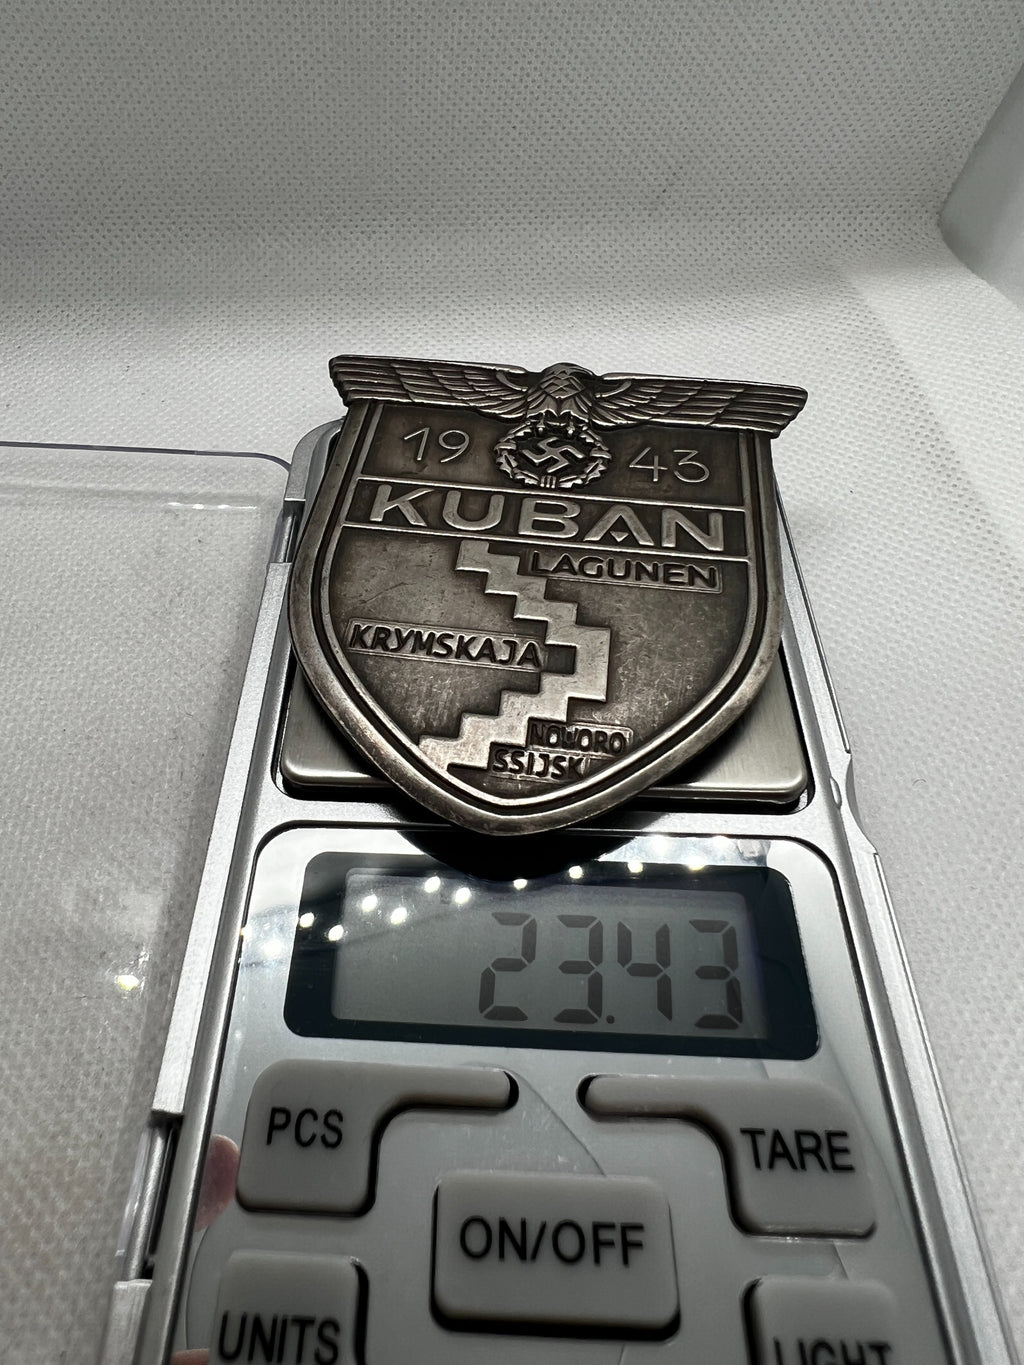 19 43
KUBAN
LAGUNEN
KRYMSKAJA
NOWORO
SSIJSK
23.43
PCS
TARE
ON/OFF
UNITS
LIGHT